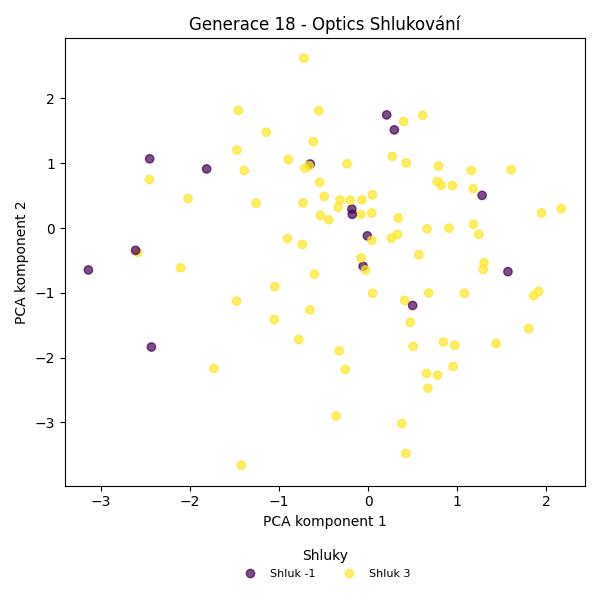 Generace 18 - Optics Shlukování
PCA komponent 2
2
1
0
−1
−2
−3
−3
−2
−1
0
1
2
PCA komponent 1
Shluky
Shluk -1
Shluk 3